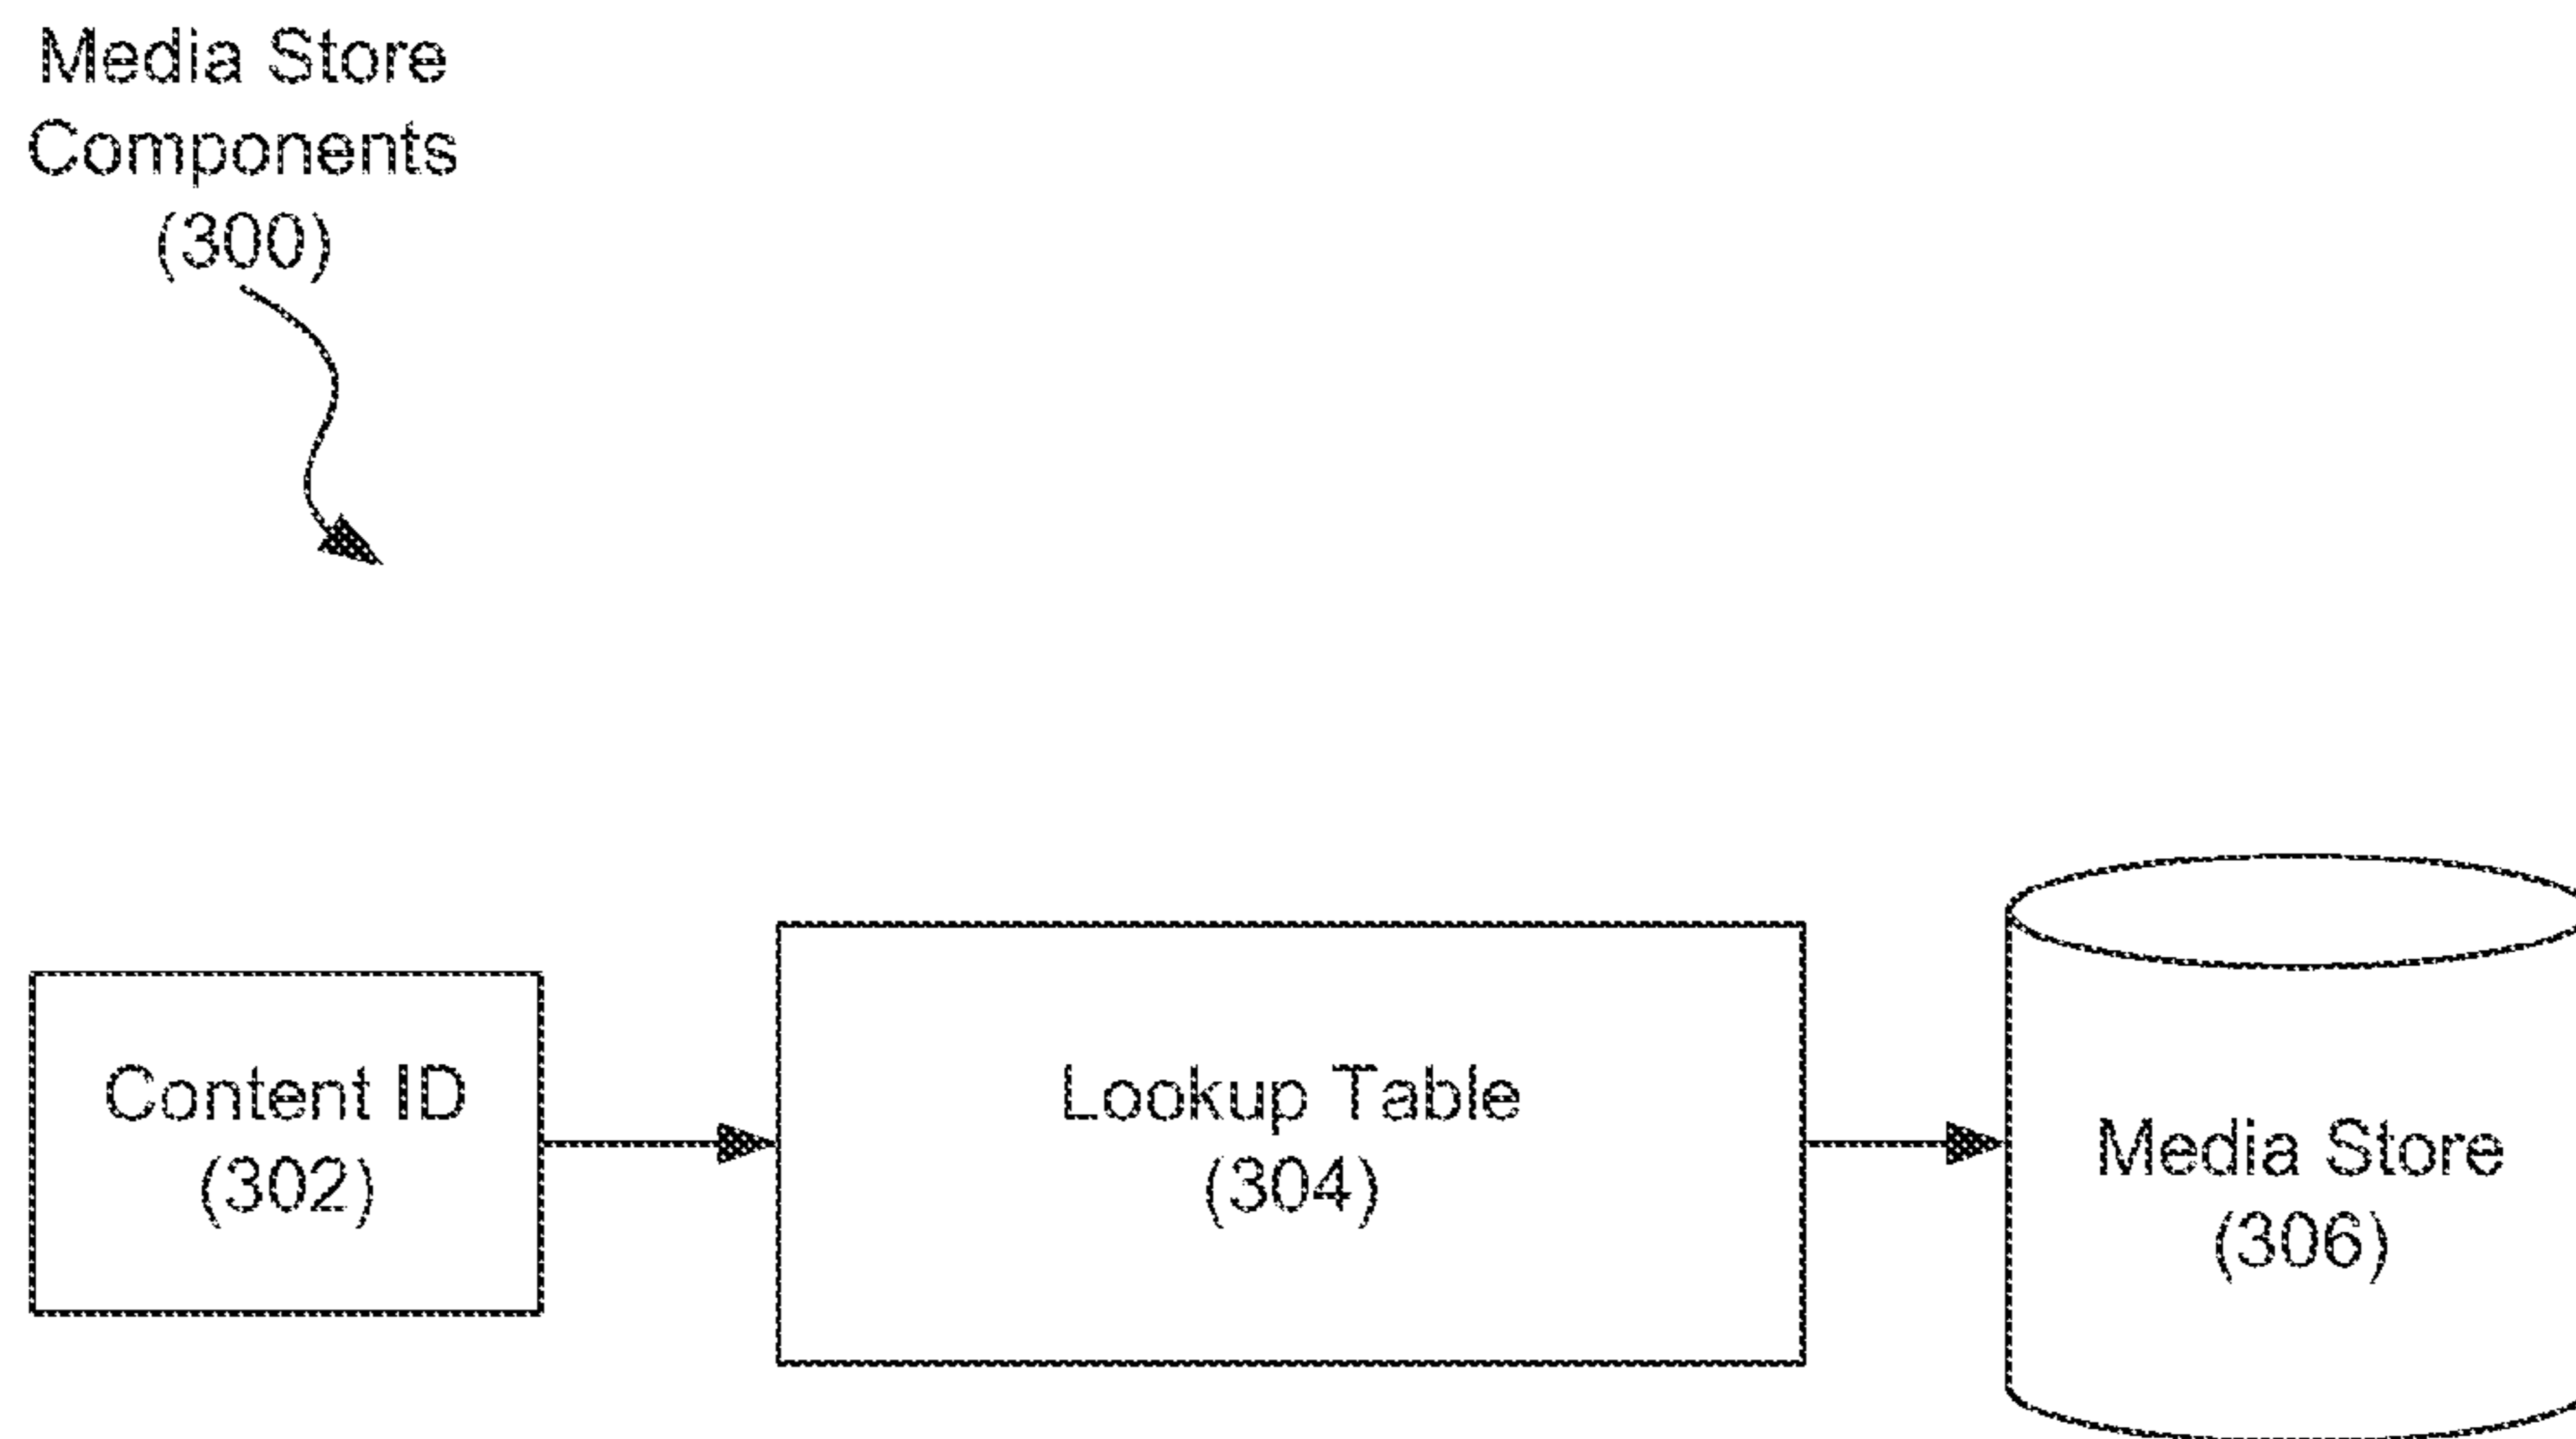 Media Store
Components
(300)
Content ID
(302)
Lookup Table
(304)
Media Store
(306)